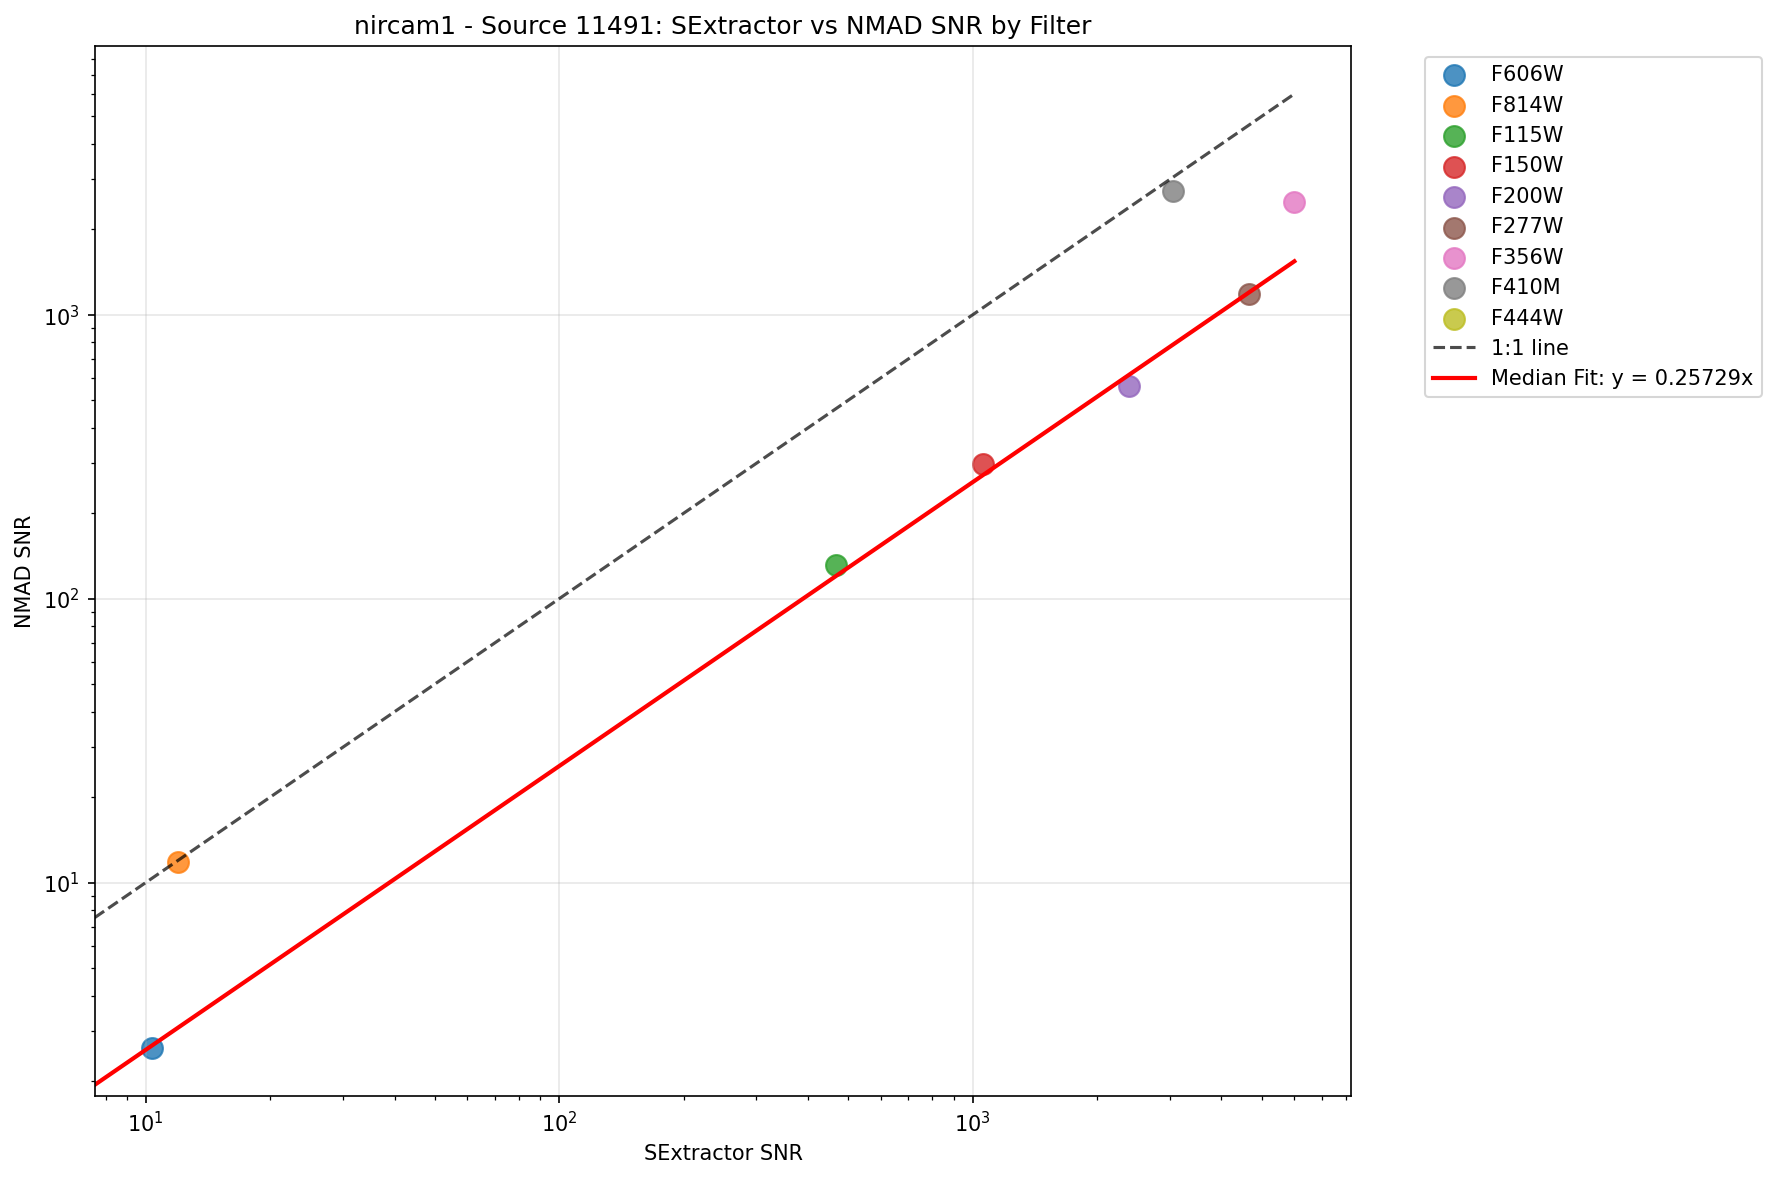 nircam1 - Source 11491: SExtractor vs NMAD SNR by Filter
F606W
F814W
F115W
F150W
F200W
F277W
F356W
F410M
F444W
1:1 line
Median Fit: y = 0.25729x
NMAD SNR
10³
10²
10¹
10¹
10²
10³
SExtractor SNR